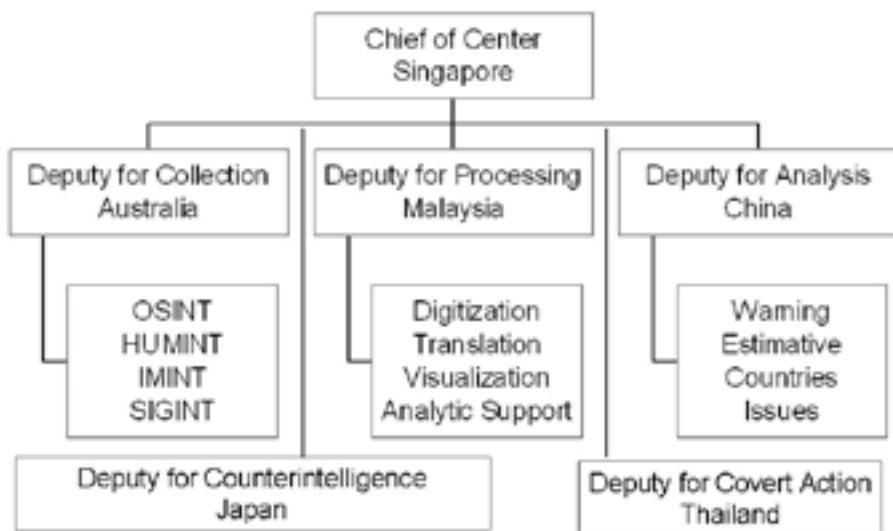 Chief of Center
Singapore
Deputy for Collection
Australia
Deputy for Processing
Malaysia
Deputy for Analysis
China
OSINT
HUMINT
IMINT
SIGINT
Digitization
Translation
Visualization
Analytic Support
Warning
Estimative
Countries
Issues
Deputy for Counterintelligence
Japan
Deputy for Covert Action
Thailand